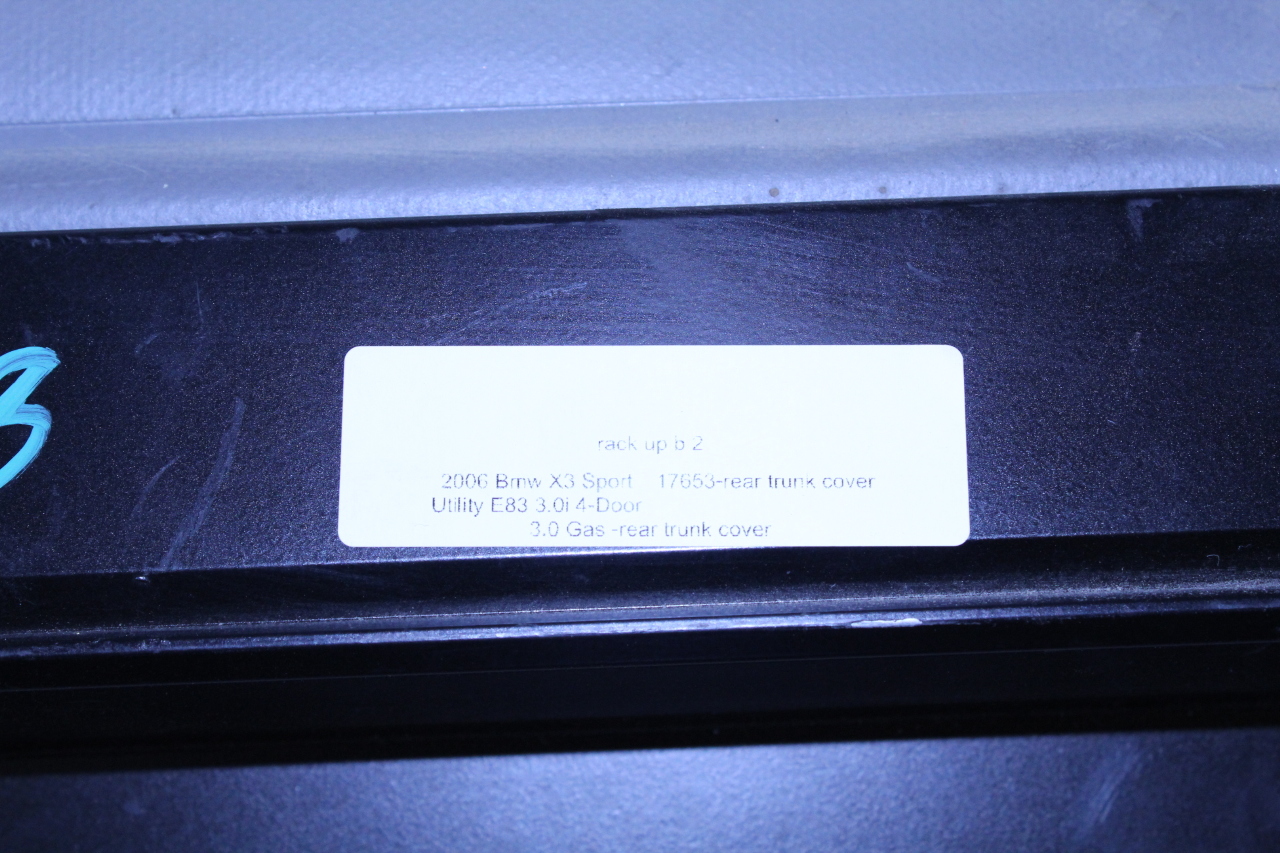 rack up b 2
2006 Bmw X3 Sport 17653-rear trunk cover
Utility E83 3.0i 4-Door
3.0 Gas -rear trunk cover